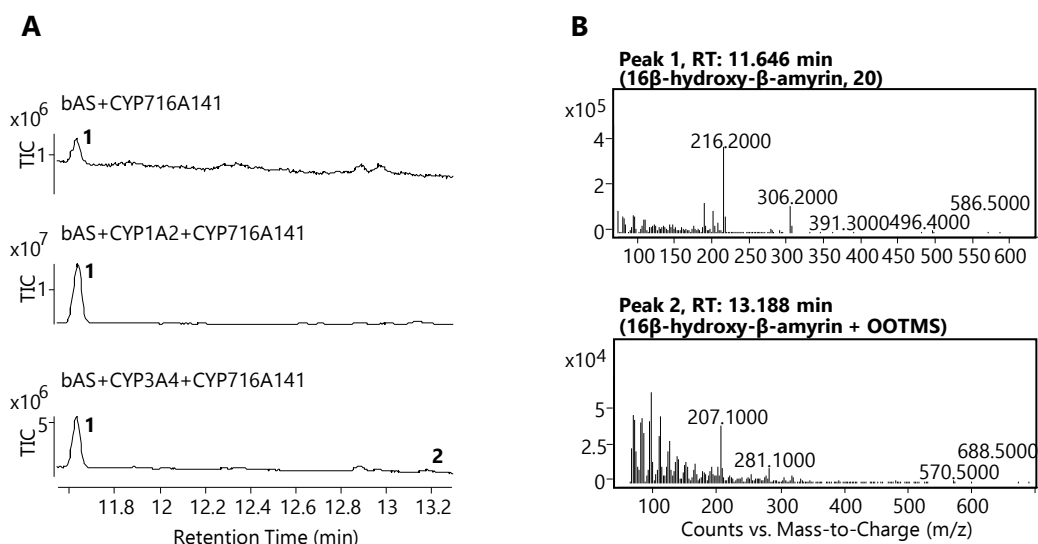 A
bAS+CYP716A141
x10^6
TIC
1
1
bAS+CYP1A2+CYP716A141
x10^7
TIC
1
1
bAS+CYP3A4+CYP716A141
x10^6
TIC
5
1
2
11.8 12 12.2 12.4 12.6 12.8 13 13.2
Retention Time (min)
B
Peak 1, RT: 11.646 min
(16β-hydroxy-β-amyrin, 20)
x10^5
4
2
0
216.2000
306.2000
391.3000
496.4000
586.5000
100 150 200 250 300 350 400 450 500 550 600
Peak 2, RT: 13.188 min
(16β-hydroxy-β-amyrin + OOTMS)
x10^4
5
2.5
0
207.1000
281.1000
570.5000
688.5000
100 200 300 400 500 600
Counts vs. Mass-to-Charge (m/z)